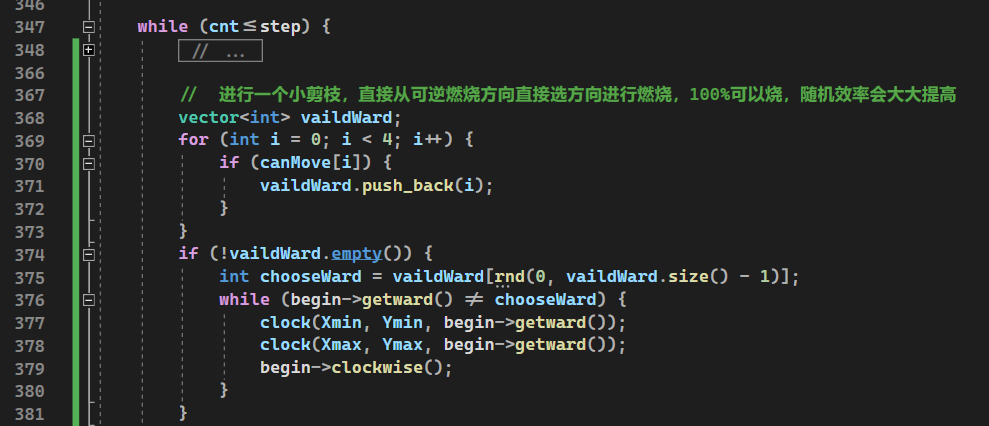 346
347 while (cnt≤step) {
348 // ...
366
367 // 进行一个小剪枝，直接从可逆燃烧方向直接选方向进行燃烧，100%可以烧，随机效率会大大提高
368 vector<int> vaildWard;
369 for (int i = 0; i < 4; i++) {
370 if (canMove[i]) {
371 vaildWard.push_back(i);
372 }
373 }
374 if (!vaildWard.empty()) {
375 int chooseWard = vaildWard[rnd(0, vaildWard.size() - 1)];
376 while (begin->getward() ≠ chooseWard) {
377 clock(Xmin, Ymin, begin->getward());
378 clock(Xmax, Ymax, begin->getward());
379 begin->clockwise();
380 }
381 }